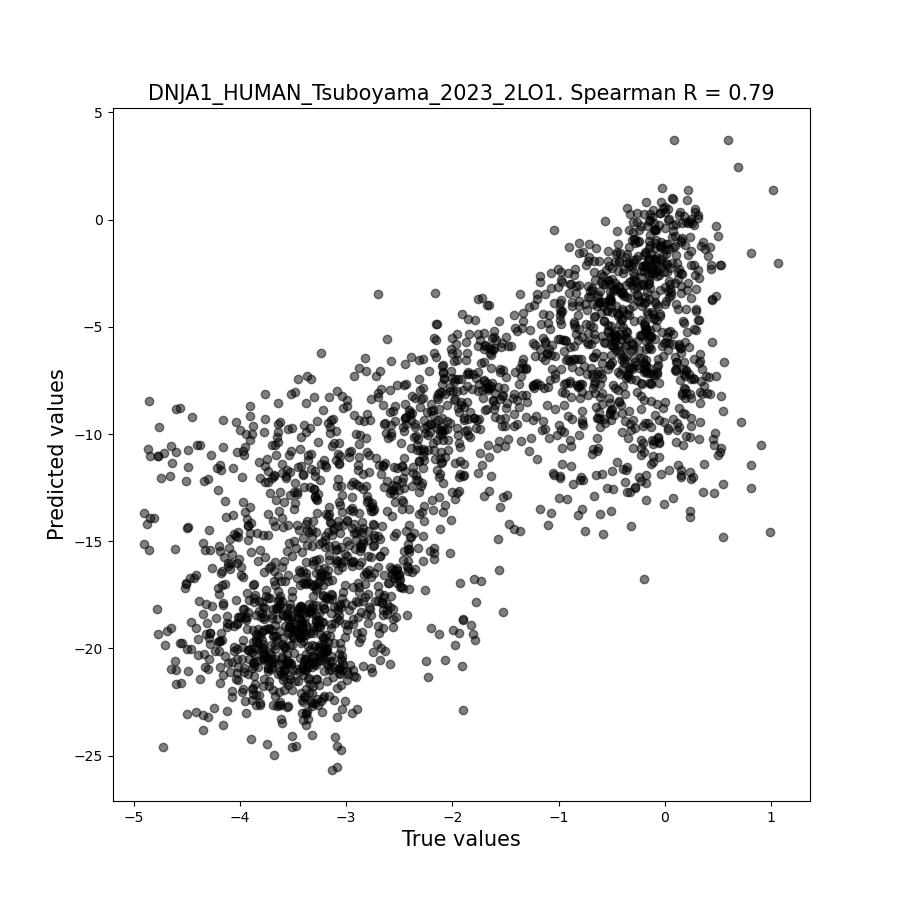 DNJA1_HUMAN_Tsuboyama_2023_2LO1. Spearman R = 0.79
5
0
−5
−10
−15
−20
−25
Predicted values
−5 −4 −3 −2 −1 0 1
True values